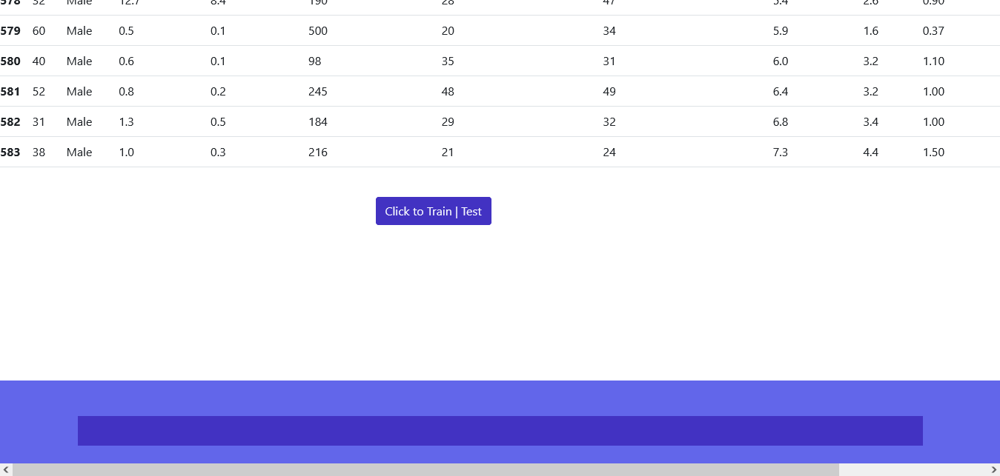 578 32 Male 12.7 8.4 190 28 47 5.4 2.6 0.90
579 60 Male 0.5 0.1 500 20 34 5.9 1.6 0.37
580 40 Male 0.6 0.1 98 35 31 6.0 3.2 1.10
581 52 Male 0.8 0.2 245 48 49 6.4 3.2 1.00
582 31 Male 1.3 0.5 184 29 32 6.8 3.4 1.00
583 38 Male 1.0 0.3 216 21 24 7.3 4.4 1.50
Click to Train | Test